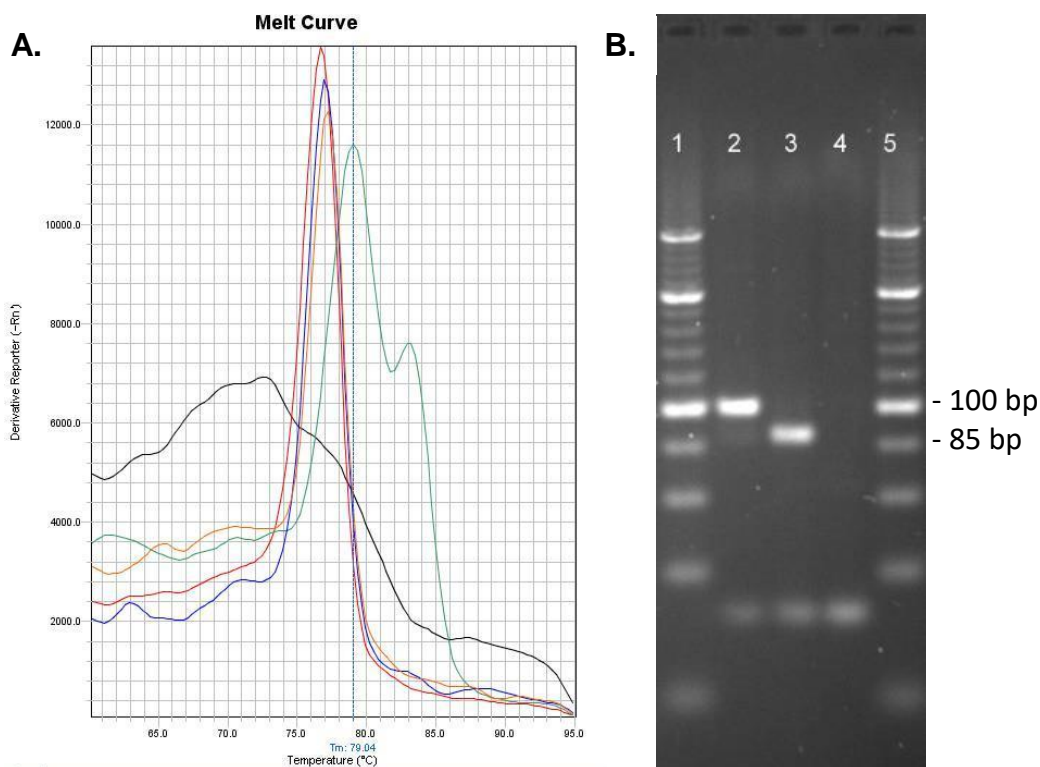 A.
Melt Curve
Derivative Reporter (-Rn')
12000.0
10000.0
8000.0
6000.0
4000.0
2000.0
65.0 70.0 75.0 80.0 85.0 90.0 95.0
Tm: 79.04
Temperature (°C)
B.
1 2 3 4 5
- 100 bp
- 85 bp